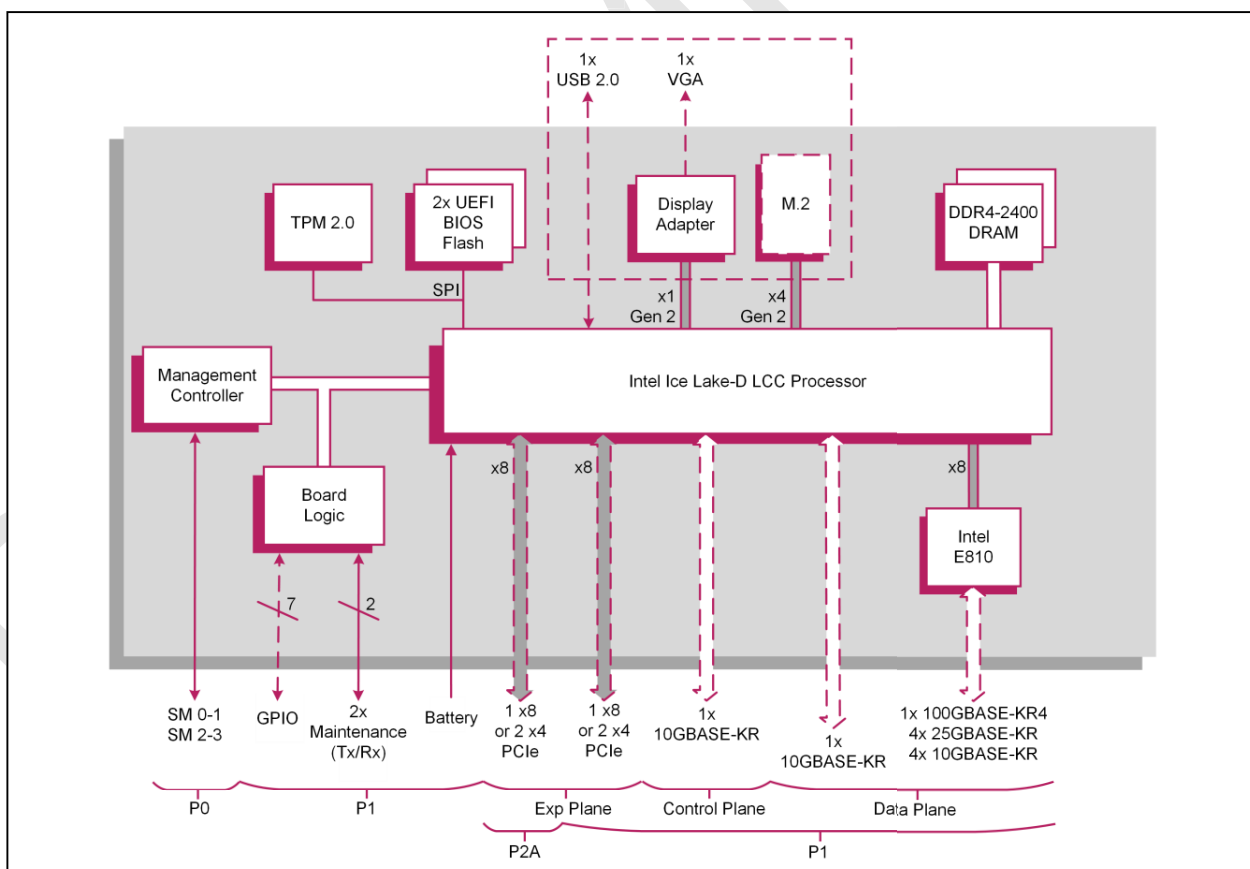 1x
USB 2.0
1x
VGA
TPM 2.0
2x UEFI
BIOS
Flash
Display
Adapter
M.2
DDR4-2400
DRAM
SPI
x1
Gen 2
x4
Gen 2
Management
Controller
Intel Ice Lake-D LCC Processor
Board
Logic
x8
x8
x8
Intel
E810
7
2
SM 0-1
SM 2-3
GPIO
2x
Maintenance
(Tx/Rx)
Battery
1 x8
or 2 x4
PCIe
1 x8
or 2 x4
PCIe
1x
10GBASE-KR
1x
10GBASE-KR
1x 100GBASE-KR4
4x 25GBASE-KR
4x 10GBASE-KR
P0
P1
Exp Plane
Control Plane
Data Plane
P2A
P1